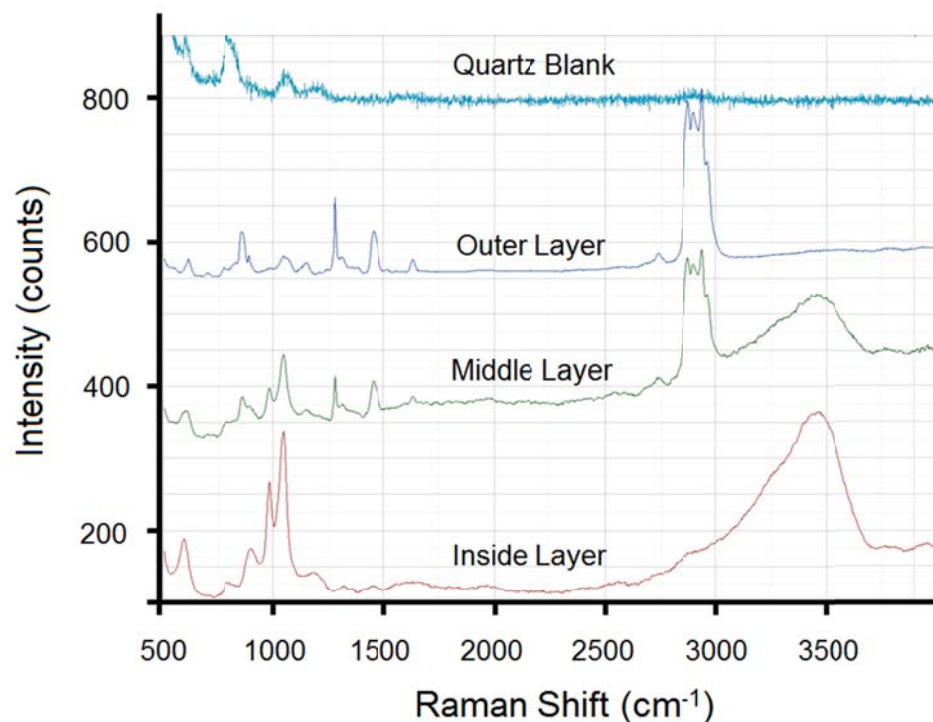 Quartz Blank
800
Outer Layer
600
Middle Layer
400
Inside Layer
200
Intensity (counts)
500 1000 1500 2000 2500 3000 3500
Raman Shift (cm⁻¹)